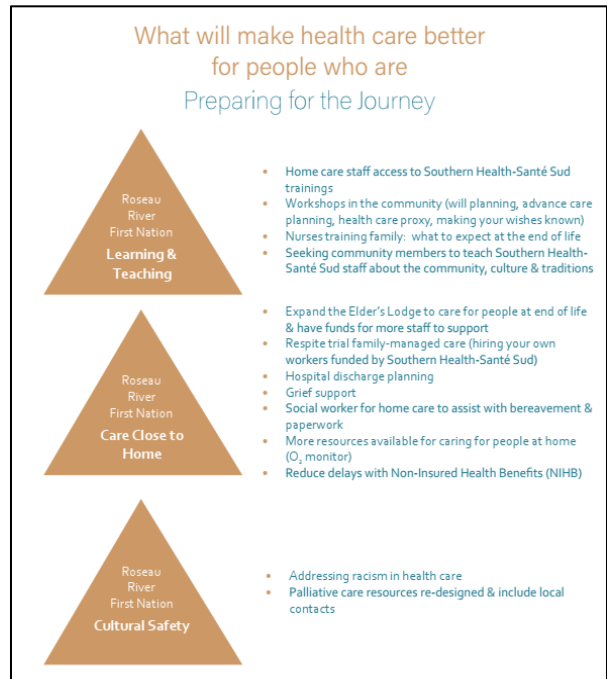 What will make health care better
for people who are
Preparing for the Journey
Roseau
River
First Nation
Learning &
Teaching
• Home care staff access to Southern Health-Santé Sud
trainings
• Workshops in the community (will planning, advance care
planning, health care proxy, making your wishes known)
• Nurses training family: what to expect at the end of life
• Seeking community members to teach Southern Health-
Santé Sud staff about the community, culture & traditions
Roseau
River
First Nation
Care Close to
Home
• Expand the Elder's Lodge to care for people at end of life
& have funds for more staff to support
• Respite trial family-managed care (hiring your own
workers funded by Southern Health-Santé Sud)
• Hospital discharge planning
• Grief support
• Social worker for home care to assist with bereavement &
paperwork
• More resources available for caring for people at home
(O₂ monitor)
• Reduce delays with Non-Insured Health Benefits (NIHB)
Roseau
River
First Nation
Cultural Safety
• Addressing racism in health care
• Palliative care resources re-designed & include local
contacts